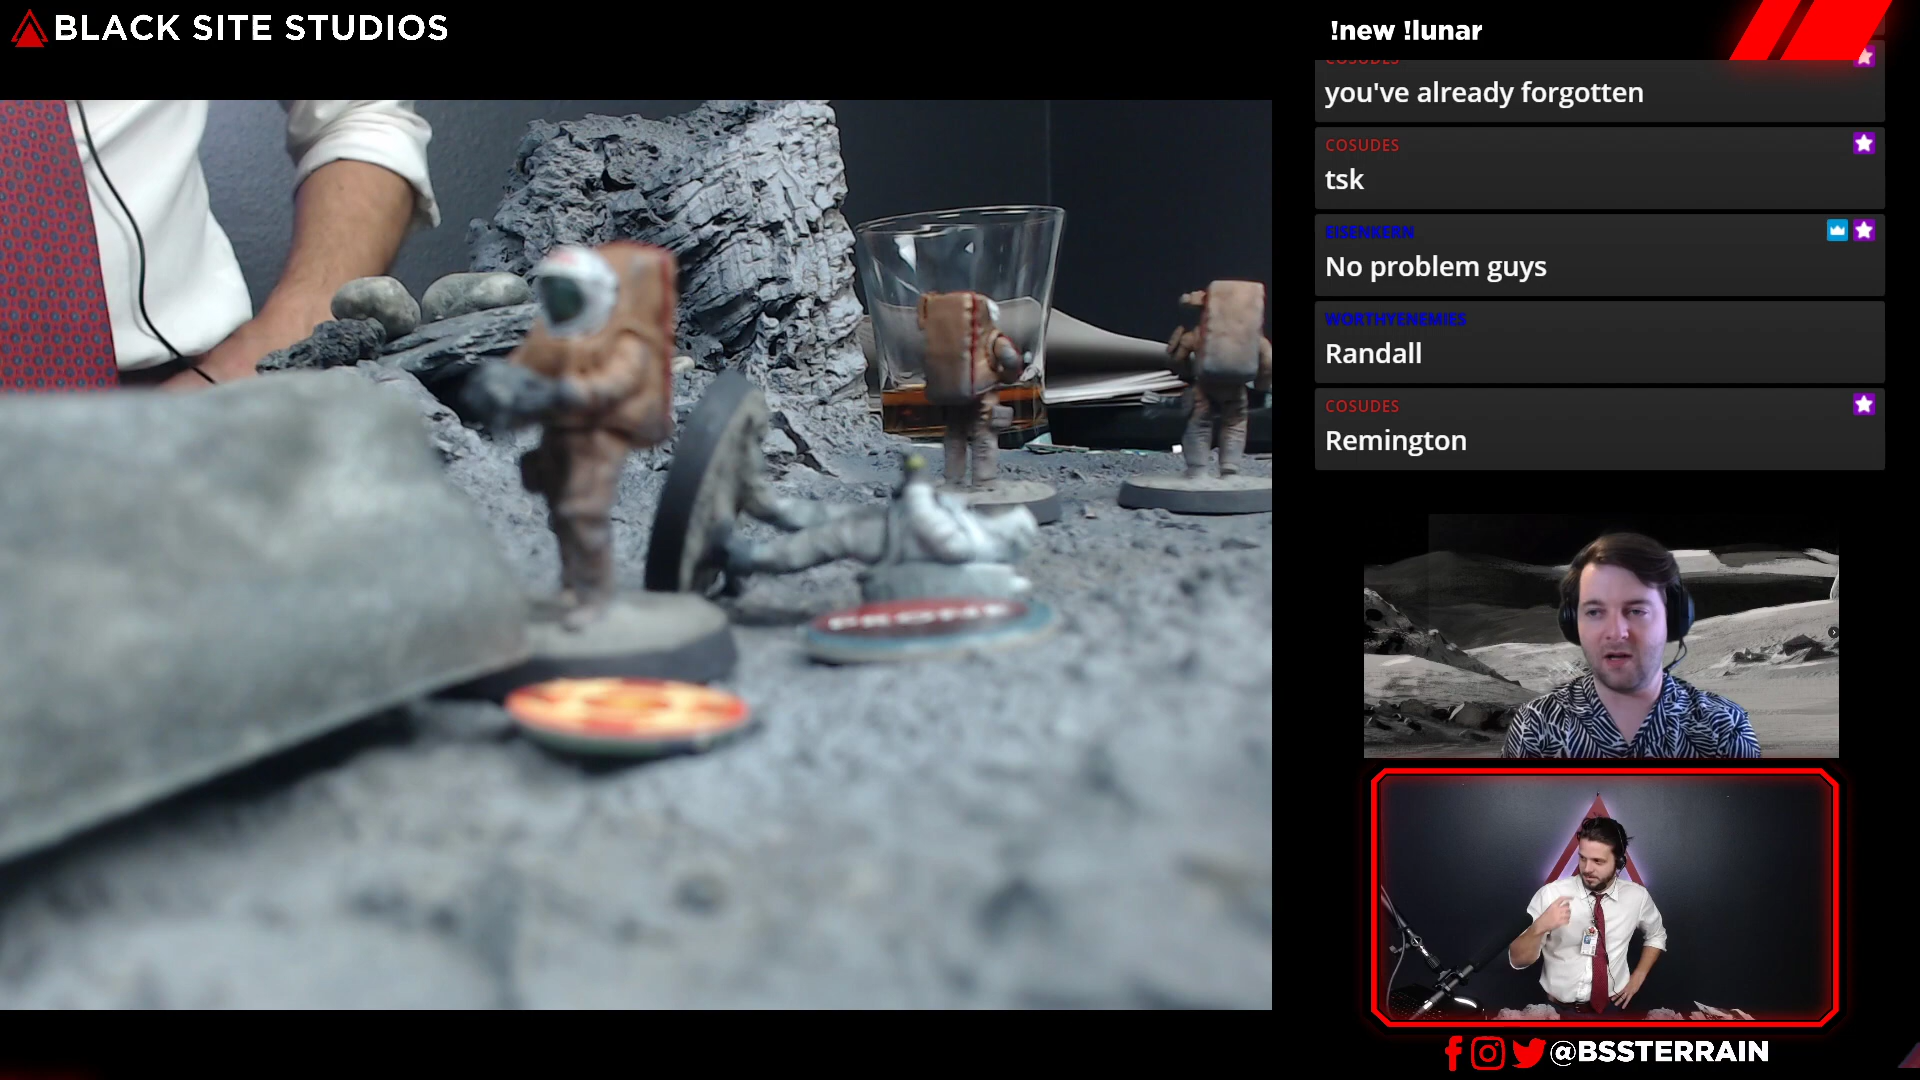 BLACK SITE STUDIOS
!new !lunar
COSUDES
you've already forgotten
COSUDES
tsk
EISENKERN
No problem guys
WORTHYENEMIES
Randall
COSUDES
Remington
PRONE
@BSSTERRAIN